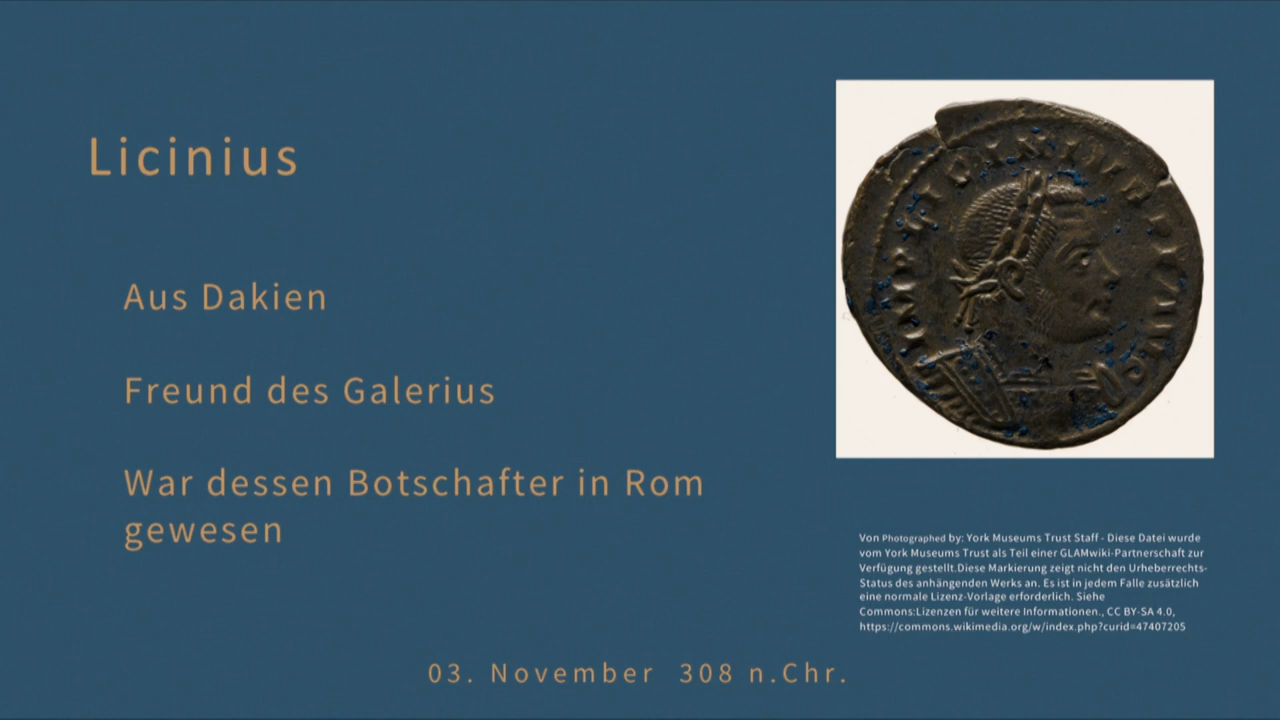 Licinius
Aus Dakien
Freund des Galerius
War dessen Botschafter in Rom
gewesen
Von Photographed by: York Museums Trust Staff - Diese Datei wurde
vom York Museums Trust als Teil einer GLAMwiki-Partnerschaft zur
Verfügung gestellt.Diese Markierung zeigt nicht den Urheberrechts-
Status des anhängenden Werks an. Es ist in jedem Falle zusätzlich
eine normale Lizenz-Vorlage erforderlich. Siehe
Commons:Lizenzen für weitere Informationen., CC BY-SA 4.0,
https://commons.wikimedia.org/w/index.php?curid=47407205
03. November 308 n.Chr.